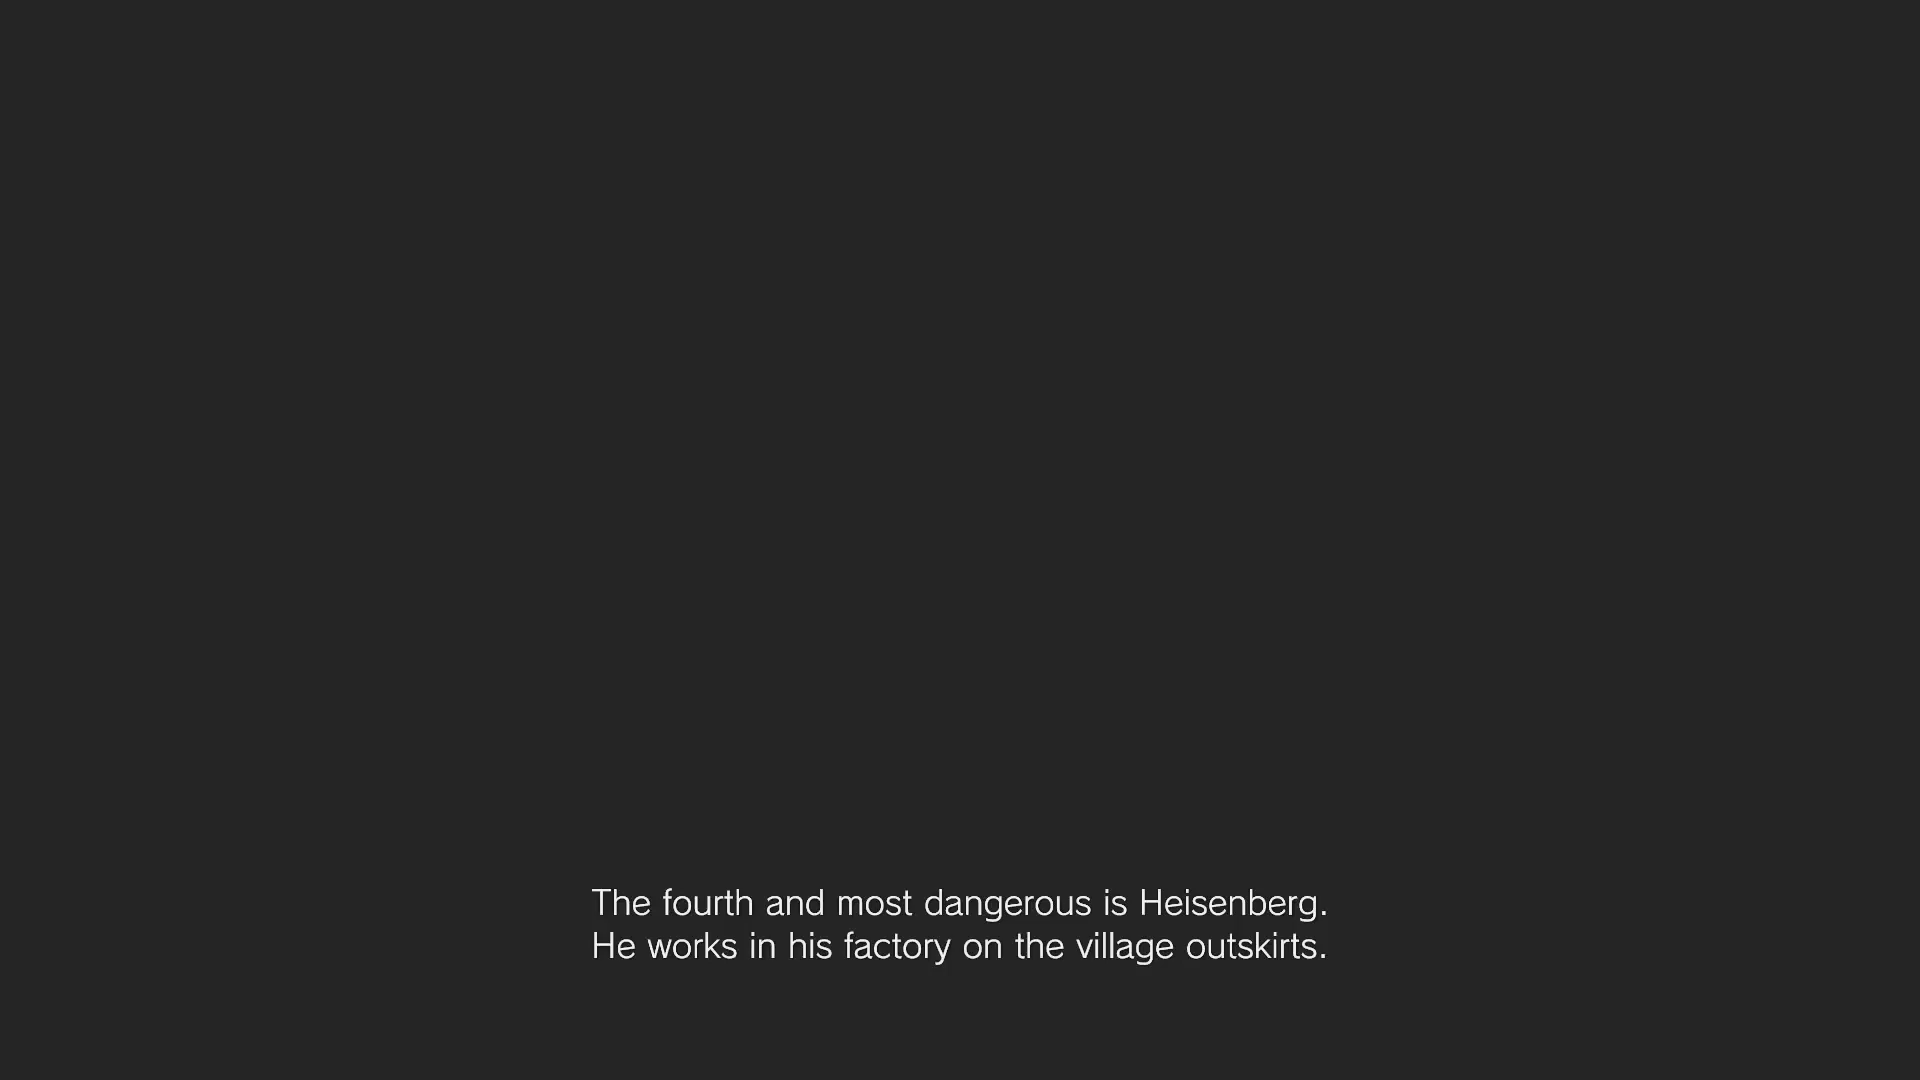 The fourth and most dangerous is Heisenberg.
He works in his factory on the village outskirts.